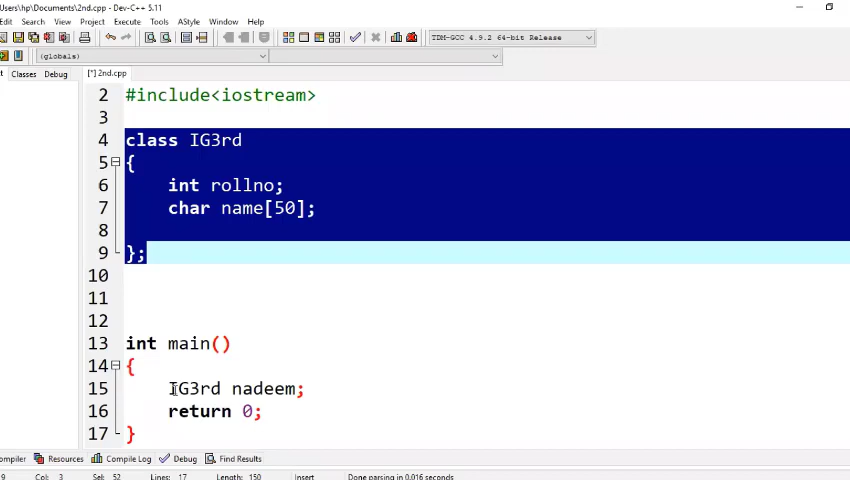 Users\hp\Documents\2nd.cpp - Dev-C++ 5.11
Edit Search View Project Execute Tools AStyle Window Help
TDM-GCC 4.9.2 64-bit Release
(globals)
Classes Debug [*] 2nd.cpp
2 #include<iostream>
3
4 class IG3rd
5 {
6 int rollno;
7 char name[50];
8
9 };
10
11
12
13 int main()
14 {
15 IG3rd nadeem;
16 return 0;
17 }
ompiler Resources Compile Log Debug Find Results
9 Col: 3 Sel: 52 Lines: 17 Length: 150 Insert Done parsing in 0.016 seconds